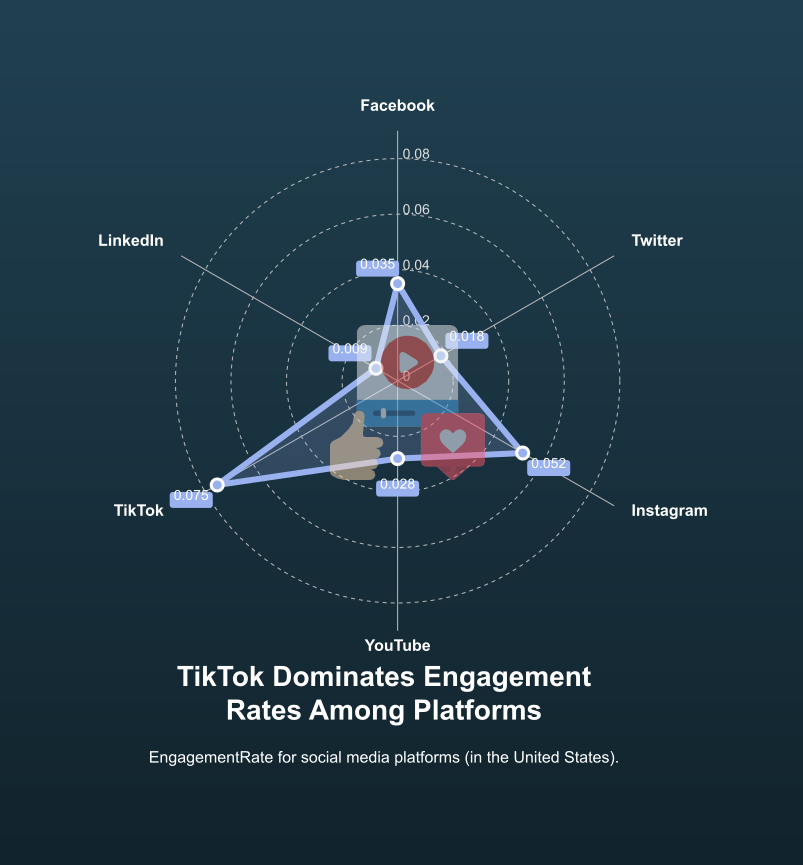 Facebook
0.08
0.06
LinkedIn
Twitter
0.035
0.04
0.02
0.018
0.009
0
0.052
0.028
0.075
TikTok
Instagram
YouTube
TikTok Dominates Engagement
Rates Among Platforms
EngagementRate for social media platforms (in the United States).